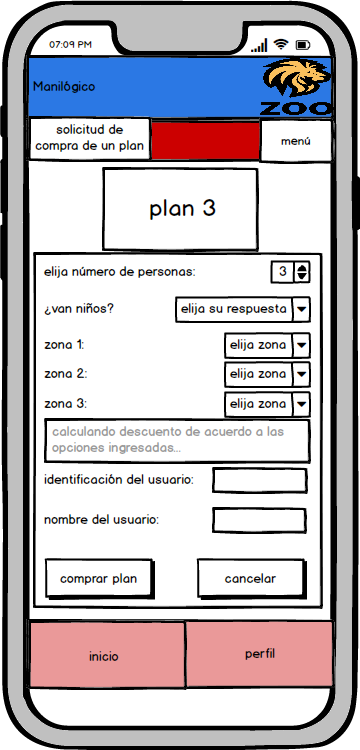 07:09 PM
Manilógico
ZOO
solicitud de
compra de un plan
menú
plan 3
elija número de personas:
3
¿van niños?
elija su respuesta
zona 1:
elija zona
zona 2:
elija zona
zona 3:
elija zona
calculando descuento de acuerdo a las
opciones ingresadas...
identificación del usuario:
nombre del usuario:
comprar plan
cancelar
inicio
perfil